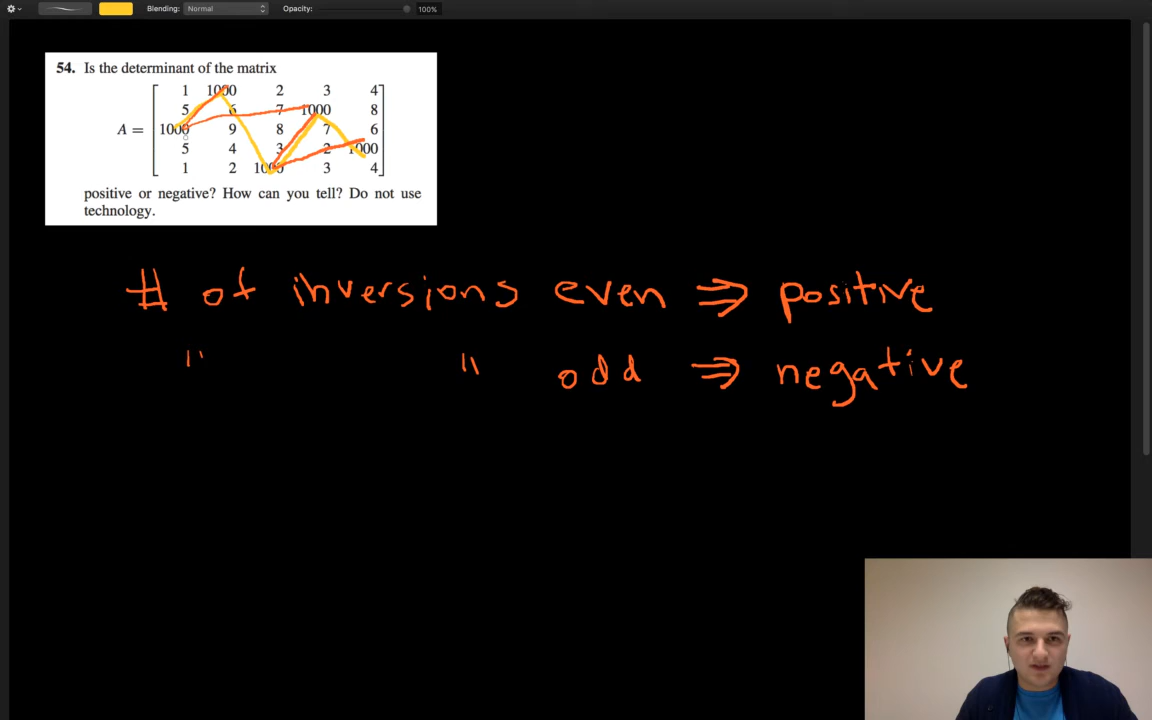 Blending: Normal Opacity: 100%
54. Is the determinant of the matrix
1 1000 2 3 4
5 6 7 1000 8
A = 1000 9 8 7 6
5 4 3 2 1000
1 2 1000 3 4
positive or negative? How can you tell? Do not use
technology.
# of inversions even ⇒ positive
" " odd ⇒ negative